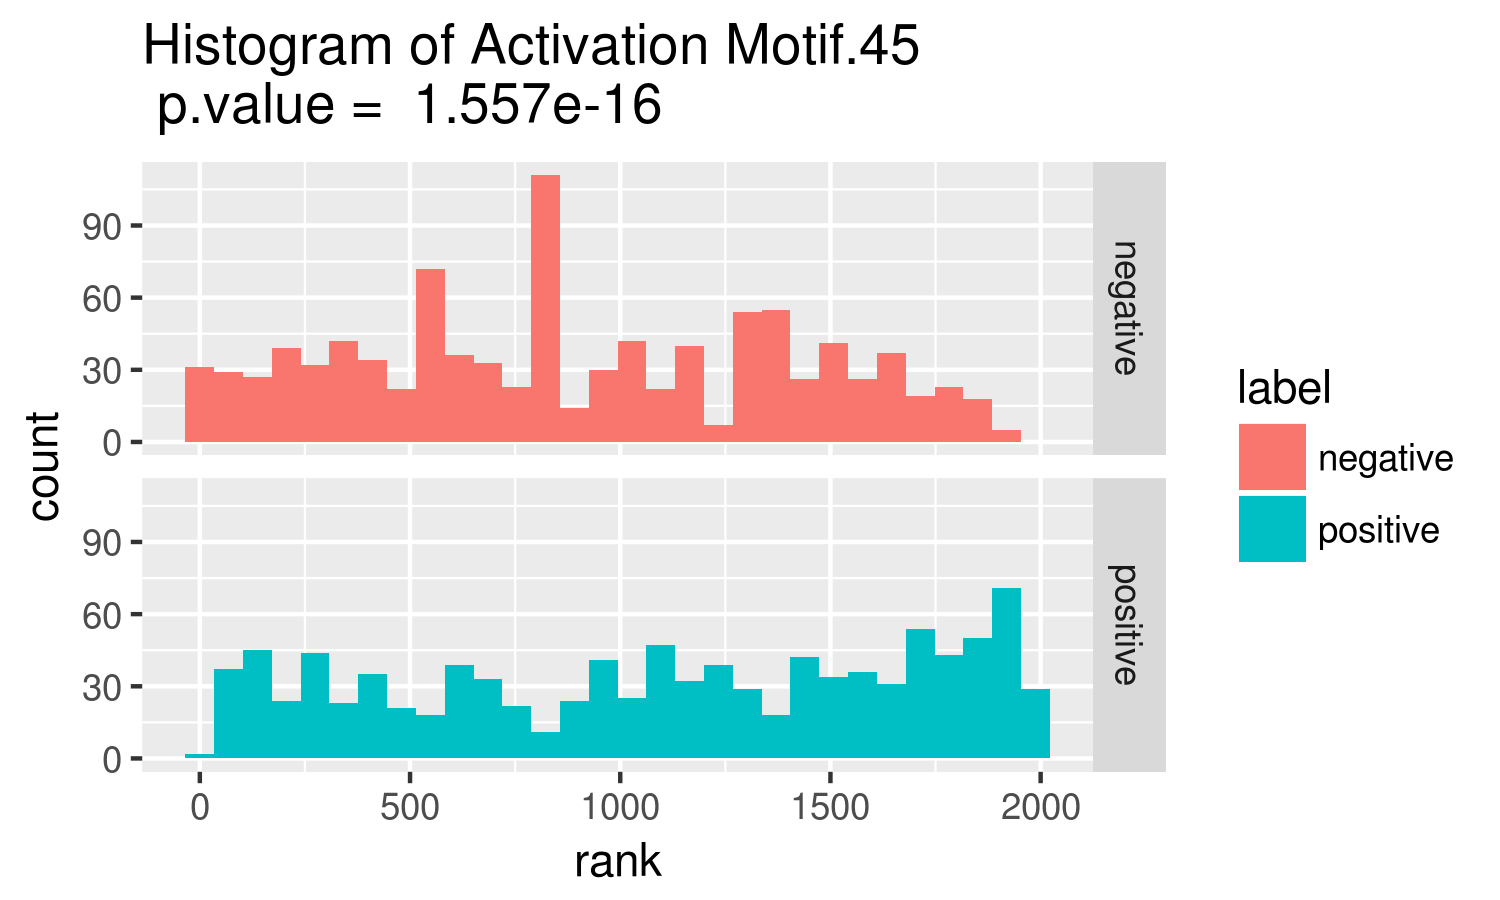 Histogram of Activation Motif.45
p.value = 1.557e-16
90
60
30
0
negative
count
90
60
30
0
positive
0 500 1000 1500 2000
rank
label
negative
positive